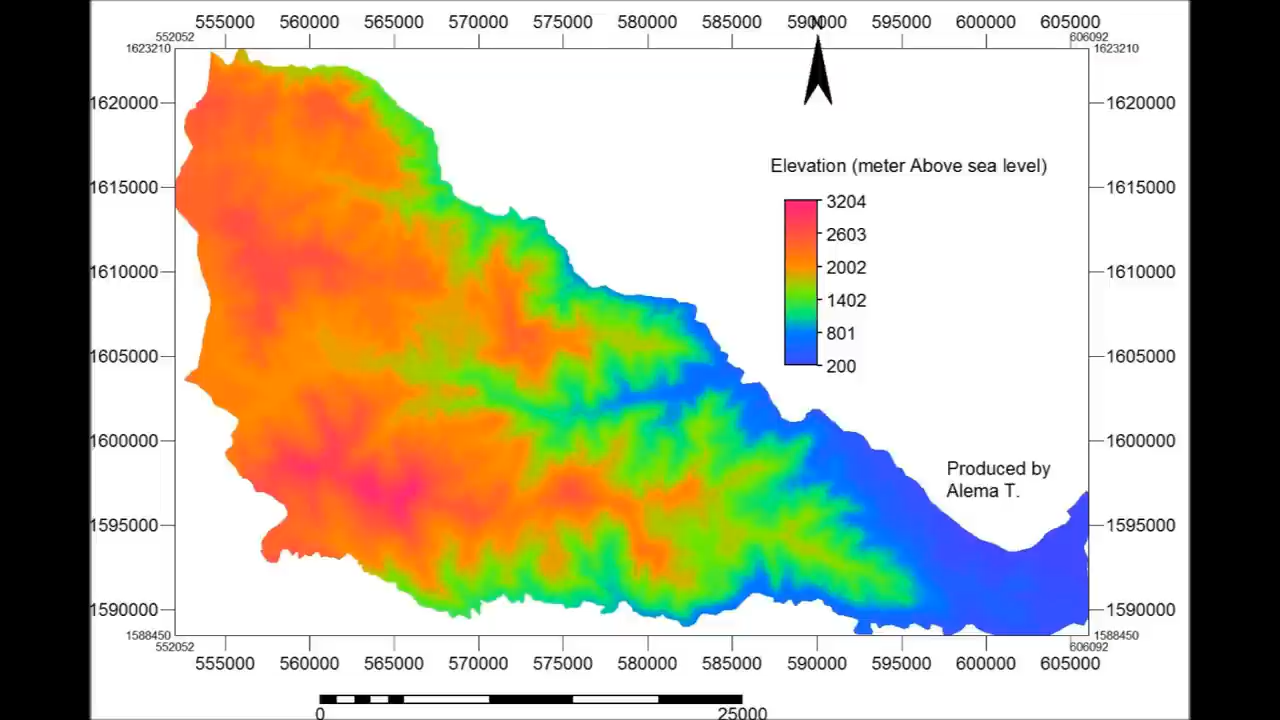 555000 560000 565000 570000 575000 580000 585000 590000 595000 600000 605000
552052 606092
1623210 1623210
N
1620000 1620000
Elevation (meter Above sea level)
1615000 1615000
3204
2603
1610000 2002 1610000
1402
801
1605000 200 1605000
1600000 1600000
Produced by
Alema T.
1595000 1595000
1590000 1590000
1588450 1588450
552052 606092
555000 560000 565000 570000 575000 580000 585000 590000 595000 600000 605000
0 25000